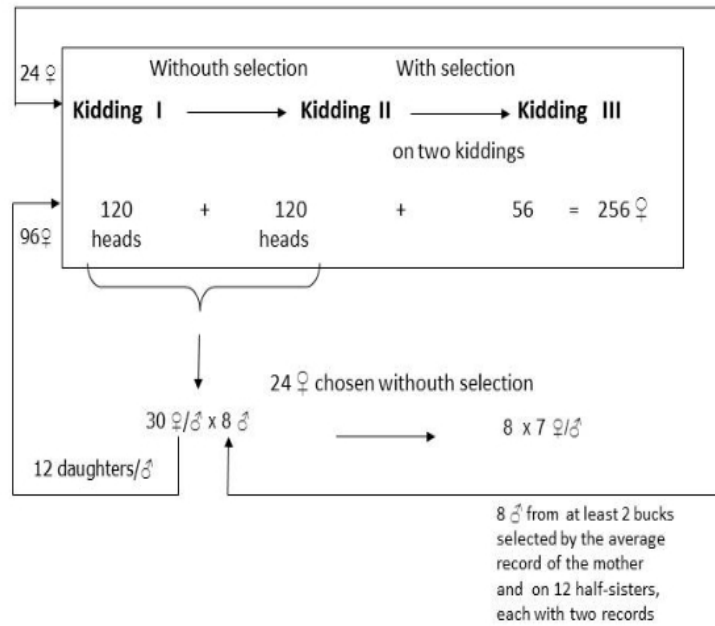 Withouth selection With selection
24 ♀
Kidding I Kidding II Kidding III
on two kiddings
120 + 120 + 56 = 256 ♀
96♀ heads heads
24 ♀ chosen withouth selection
30 ♀/♂ x 8 ♂ 8 x 7 ♀/♂
12 daughters/♂
8 ♂ from at least 2 bucks
selected by the average
record of the mother
and on 12 half-sisters,
each with two records